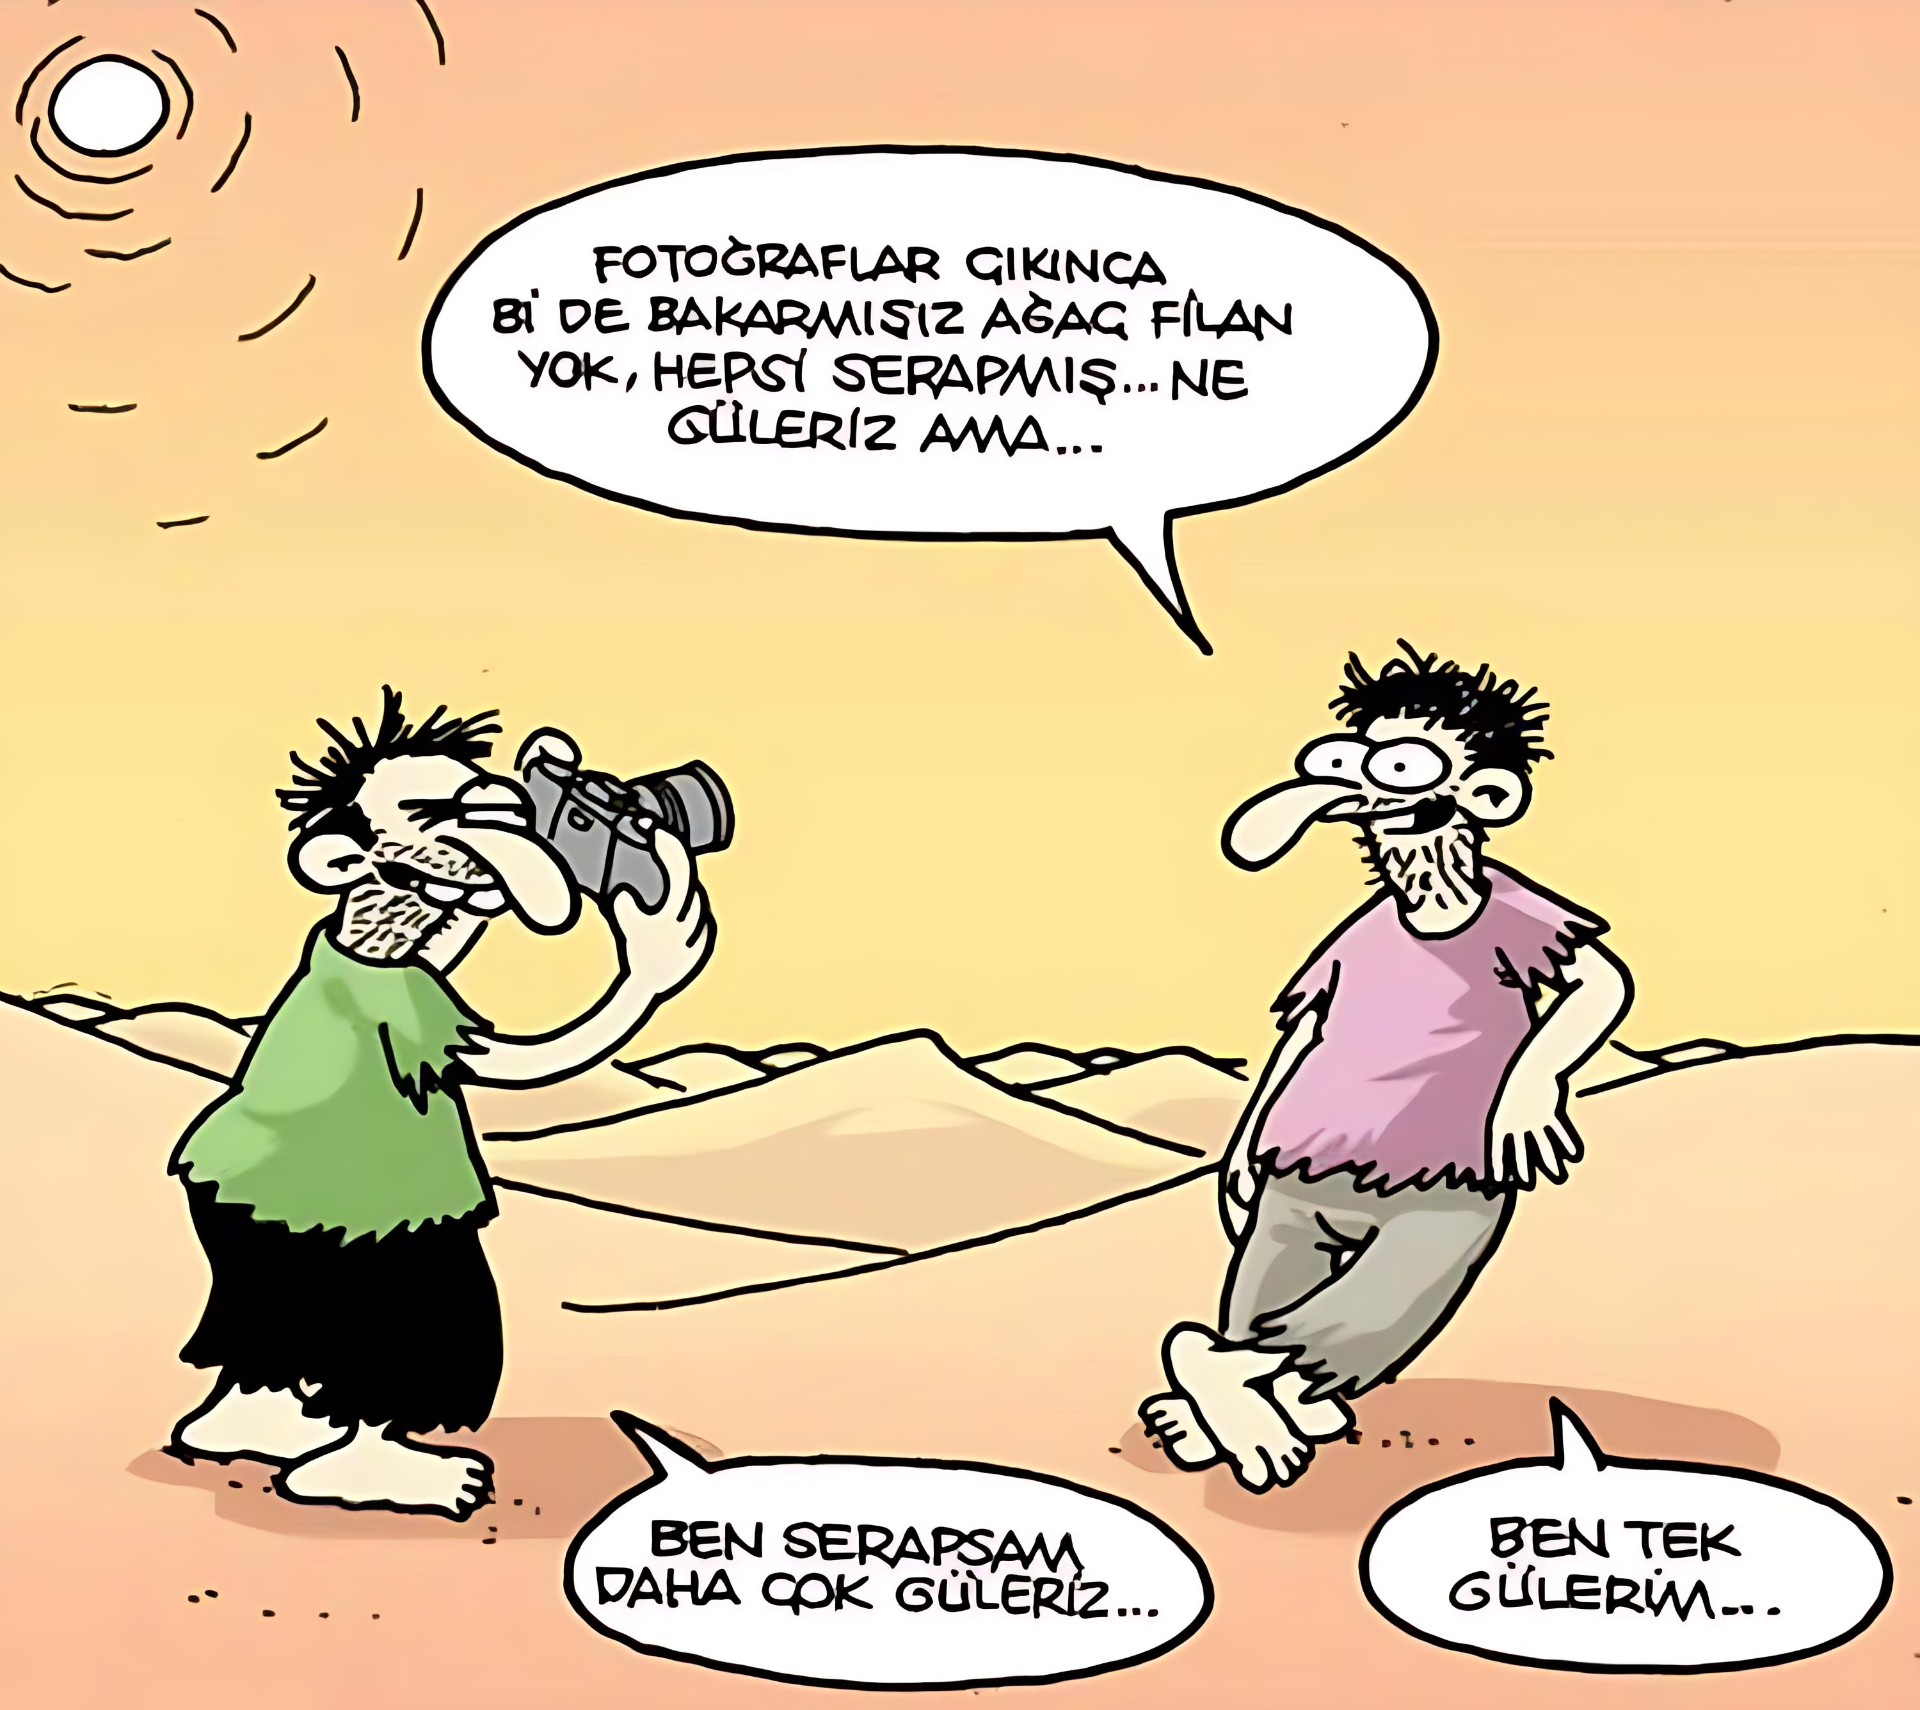 FOTOĞRAFLAR ÇIKINCA
Bİ DE BAKARMIŞIZ AĞAÇ FİLAN
YOK, HEPSİ SERAPMIŞ... NE
GÜLERİZ AMA...
BEN SERAPSAM
DAHA ÇOK GÜLERİZ...
BEN TEK
GÜLERİM...